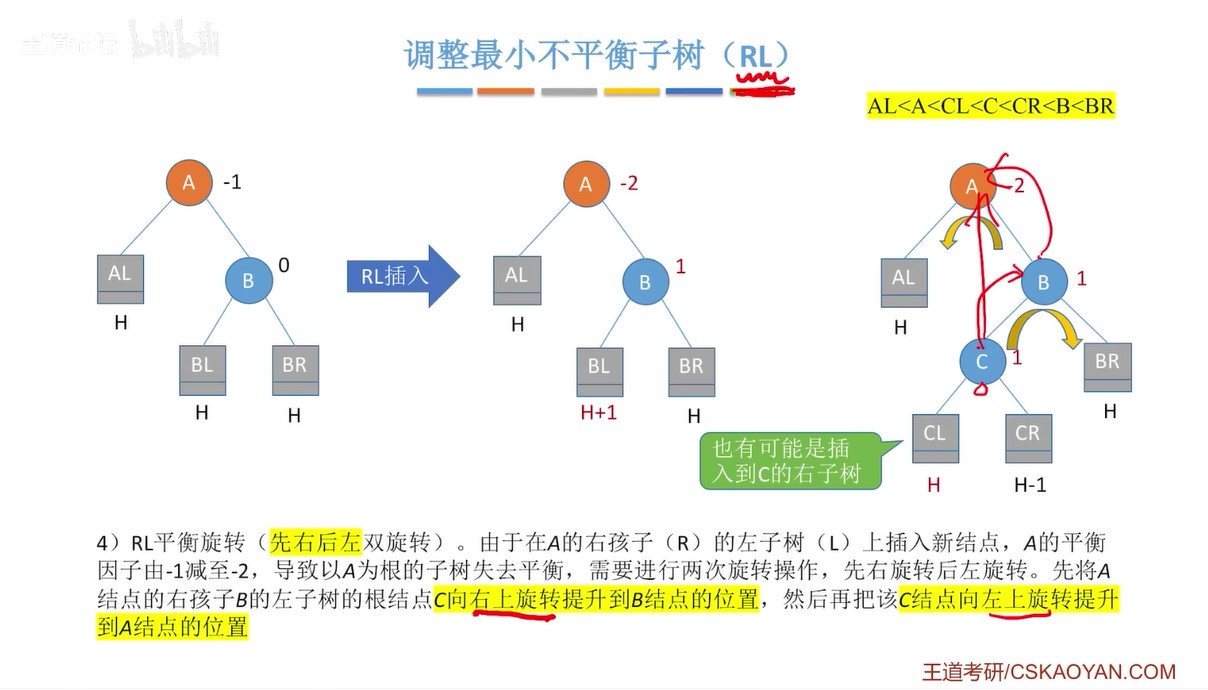 王道论坛 bilibili
调整最小不平衡子树（RL）
AL<A<CL<C<CR<B<BR
A -1
AL
H
B 0
BL
H
BR
H
RL插入
A -2
AL
H
B 1
BL
H+1
BR
H
A -2
AL
H
B 1
C 1
0
BR
H
CL
H
CR
H-1
也有可能是插
入到C的右子树
4）RL平衡旋转（先右后左双旋转）。由于在A的右孩子（R）的左子树（L）上插入新结点，A的平衡
因子由-1减至-2，导致以A为根的子树失去平衡，需要进行两次旋转操作，先右旋转后左旋转。先将A
结点的右孩子B的左子树的根结点C向右上旋转提升到B结点的位置，然后再把该C结点向左上旋转提升
到A结点的位置
王道考研/CSKAOYAN.COM